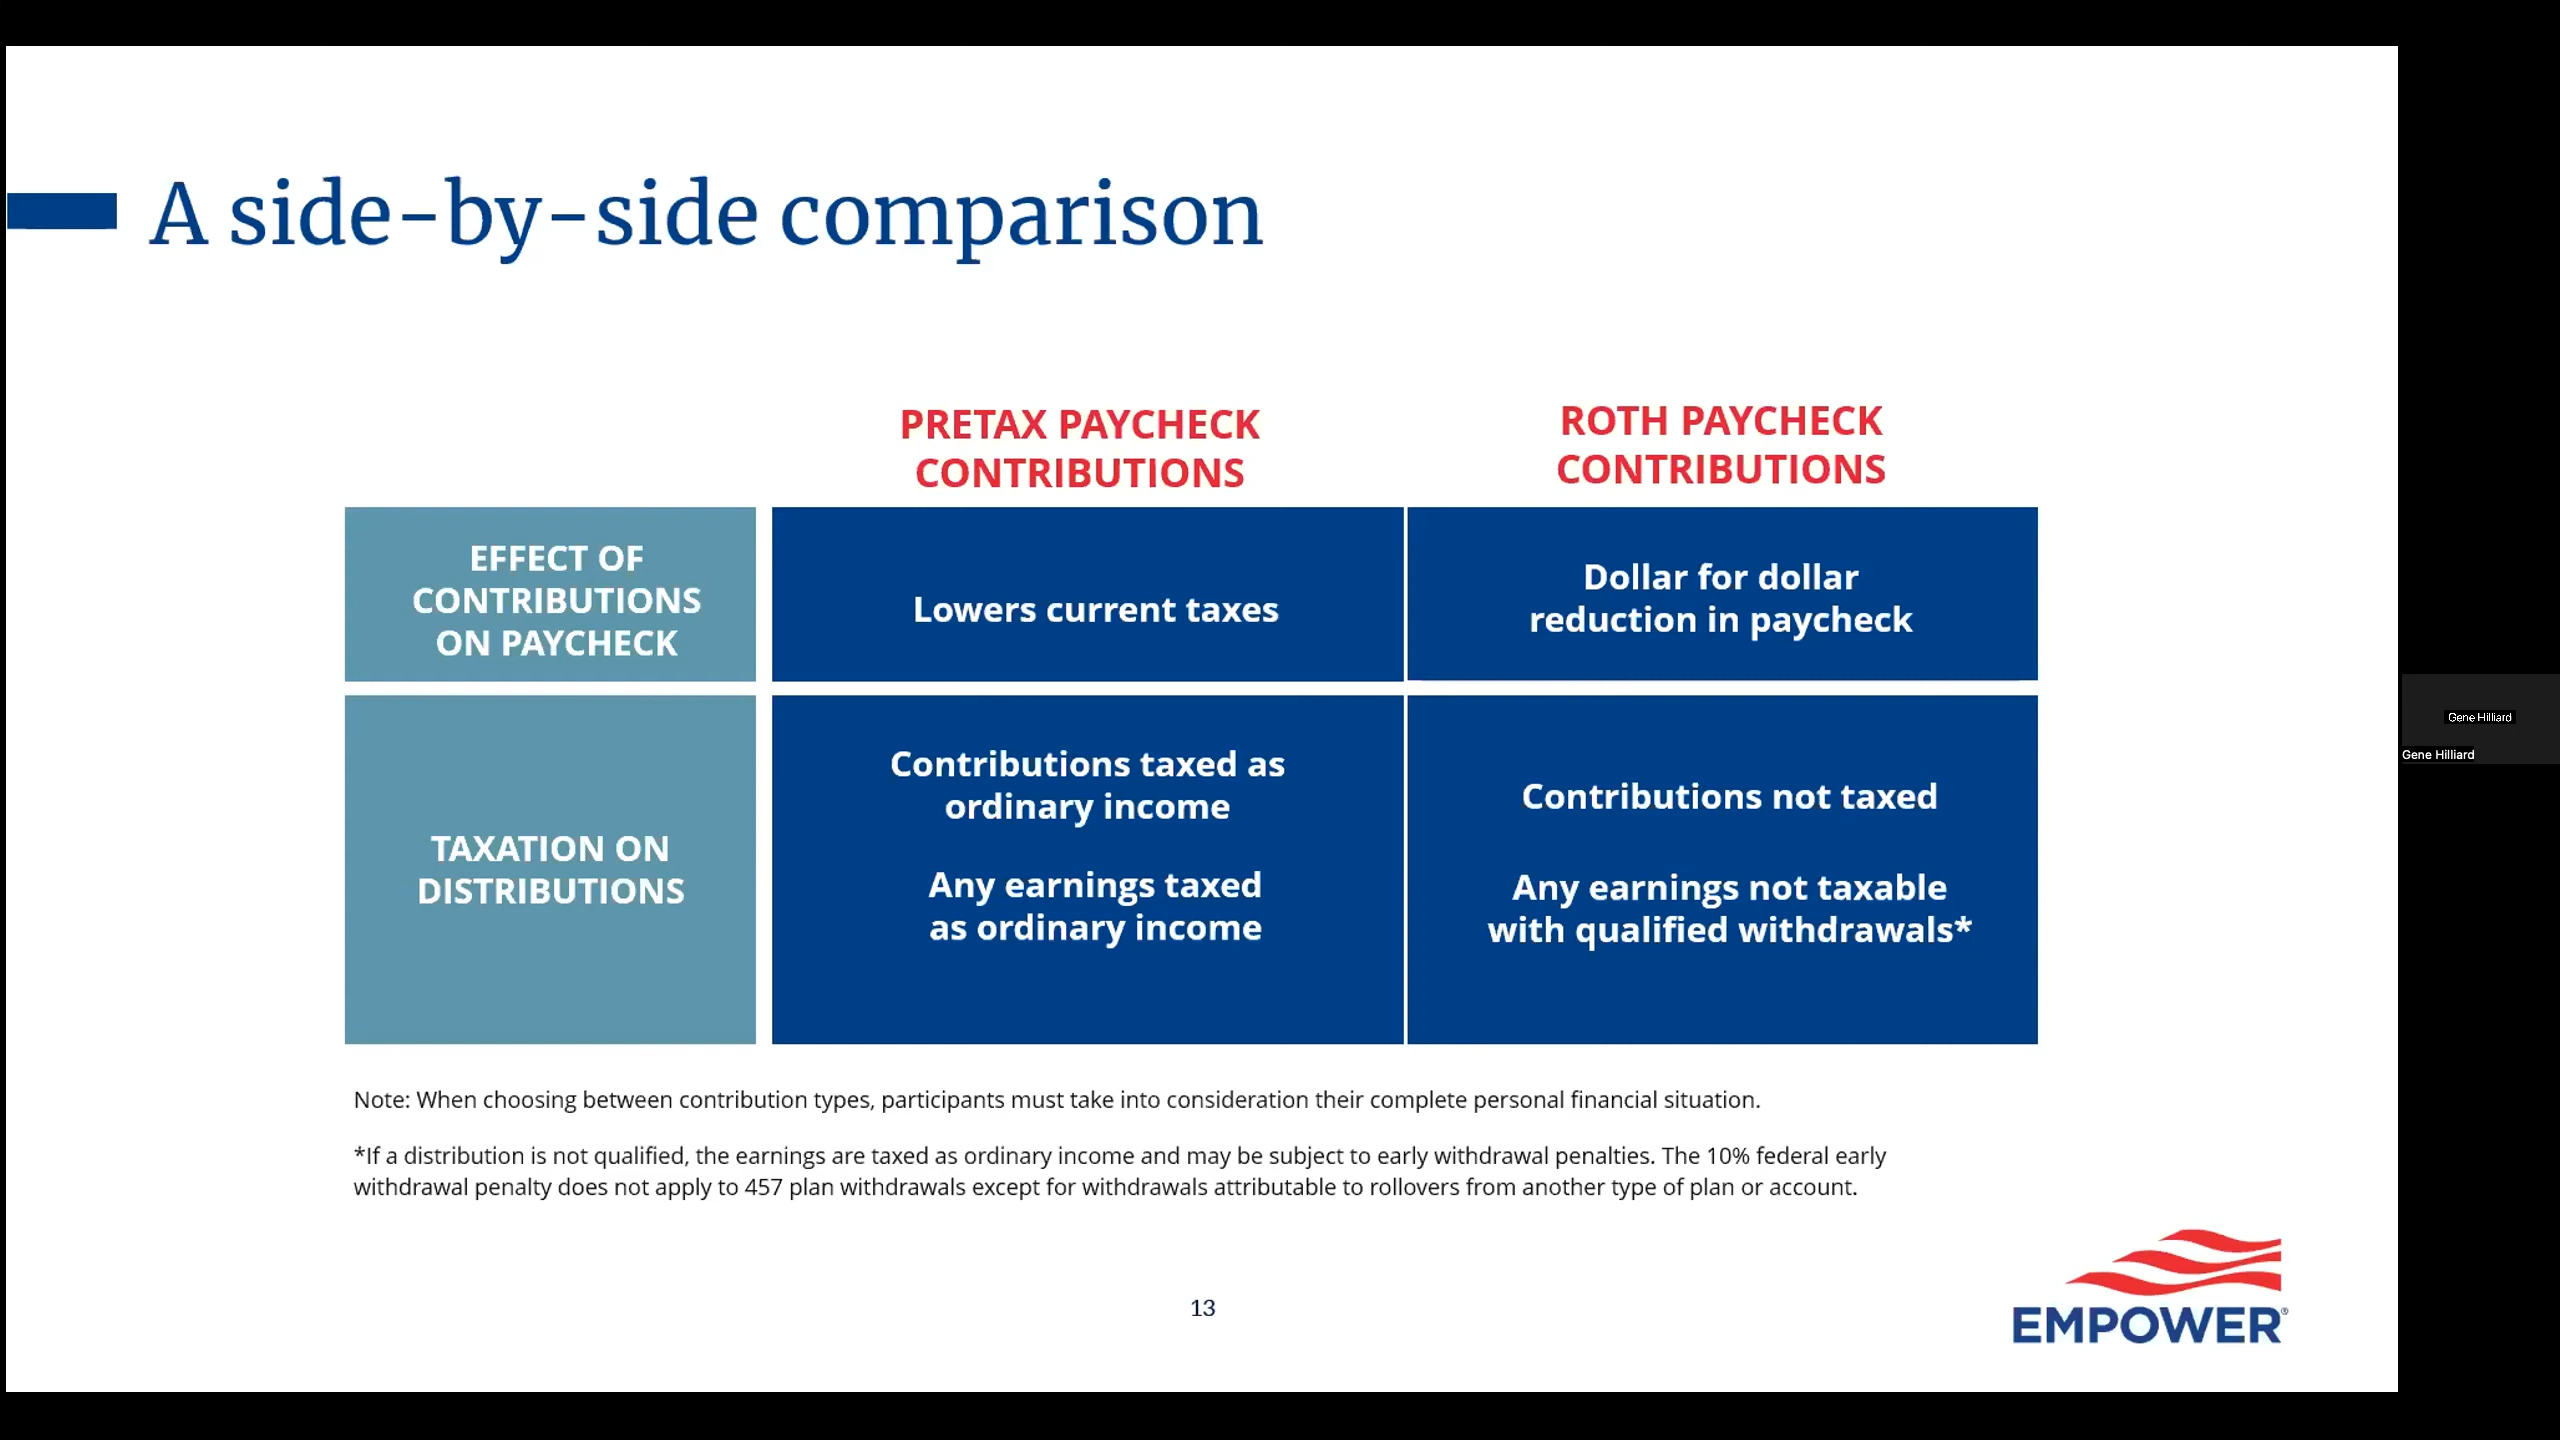 A side-by-side comparison
PRETAX PAYCHECK
CONTRIBUTIONS
ROTH PAYCHECK
CONTRIBUTIONS
EFFECT OF
CONTRIBUTIONS
ON PAYCHECK
Lowers current taxes
Dollar for dollar
reduction in paycheck
TAXATION ON
DISTRIBUTIONS
Contributions taxed as
ordinary income
Any earnings taxed
as ordinary income
Contributions not taxed
Any earnings not taxable
with qualified withdrawals*
Gene Hilliard
Gene Hilliard
Note: When choosing between contribution types, participants must take into consideration their complete personal financial situation.
*If a distribution is not qualified, the earnings are taxed as ordinary income and may be subject to early withdrawal penalties. The 10% federal early
withdrawal penalty does not apply to 457 plan withdrawals except for withdrawals attributable to rollovers from another type of plan or account.
13
EMPOWER®